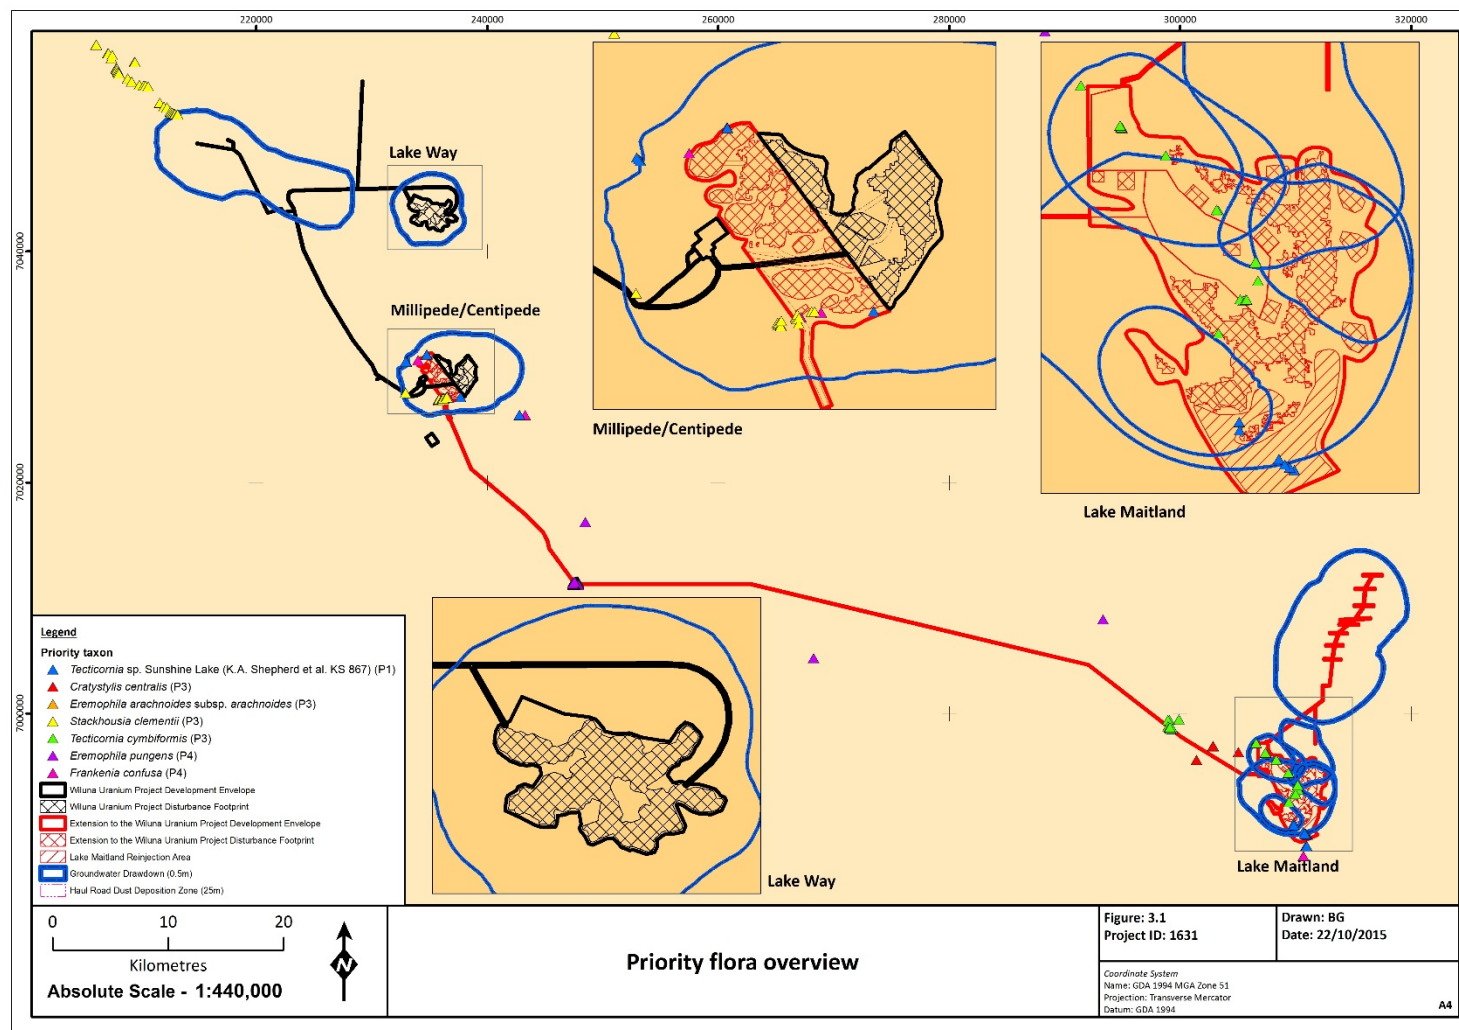 220000
240000
260000
280000
300000
320000
7040000
7020000
7000000
Lake Way
Millipede/Centipede
Millipede/Centipede
Lake Maitland
Lake Way
Lake Maitland
Legend
Priority taxon
Tecticornia sp. Sunshine Lake (K.A. Shepherd et al. KS 867) (P1)
Cratystylis centralis (P3)
Eremophila arachnoides subsp. arachnoides (P3)
Stackhousia clementii (P3)
Tecticornia cymbiformis (P3)
Eremophila pungens (P4)
Frankenia confusa (P4)
Wiluna Uranium Project Development Envelope
Wiluna Uranium Project Disturbance Footprint
Extension to the Wiluna Uranium Project Development Envelope
Extension to the Wiluna Uranium Project Disturbance Footprint
Lake Maitland Reinjection Area
Groundwater Drawdown (0.5m)
Haul Road Dust Deposition Zone (25m)
0 10 20
Kilometres
Absolute Scale - 1:440,000
N
Priority flora overview
Figure: 3.1
Project ID: 1631
Drawn: BG
Date: 22/10/2015
Coordinate System
Name: GDA 1994 MGA Zone 51
Projection: Transverse Mercator
Datum: GDA 1994
A4